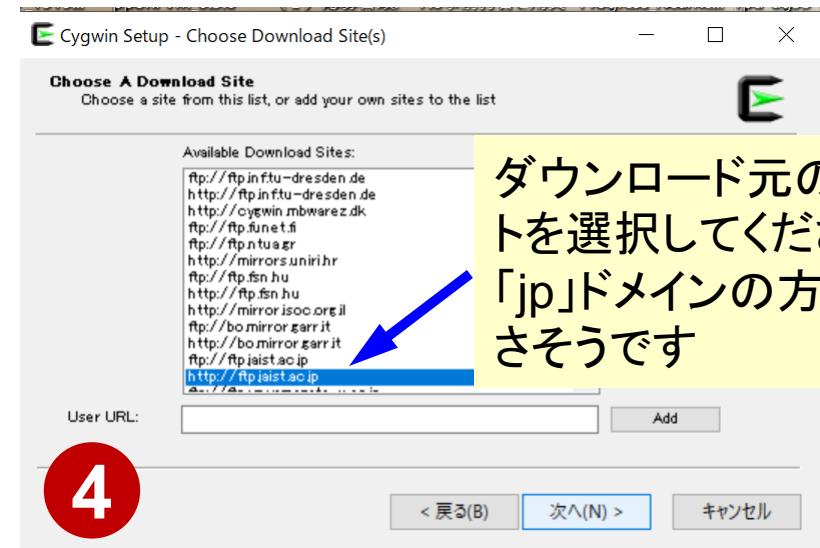 Cygwin Setup - Choose Download Site(s)
Choose A Download Site
Choose a site from this list, or add your own sites to the list
Available Download Sites:
ftp://ftp.inf.tu-dresden.de
http://ftp.inf.tu-dresden.de
http://cygwin.mbwarez.dk
ftp://ftp.funet.fi
ftp://ftp.ntua.gr
http://mirrors.uniri.hr
ftp://ftp.fsn.hu
http://ftp.fsn.hu
http://mirror.isoc.org.il
ftp://bo.mirror.garr.it
http://bo.mirror.garr.it
ftp://ftp.jaist.ac.jp
http://ftp.jaist.ac.jp
ダウンロード元の
トを選択してくだ
「jp」ドメインの方
さそうです
User URL:
Add
4
< 戻る(B)
次へ(N) >
キャンセル